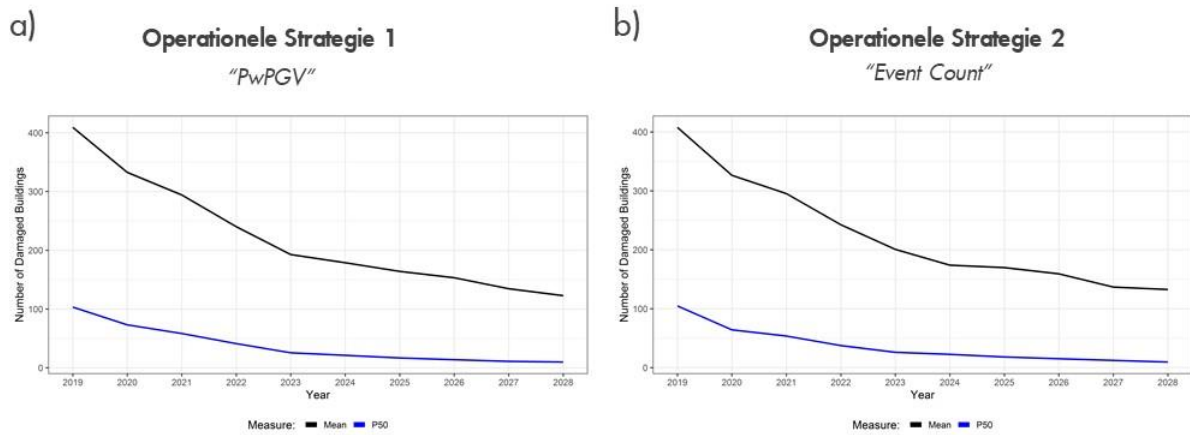 a)
Operationele Strategie 1
“PwPGV”
Number of Damaged Buildings
400
300
200
100
0
2019 2020 2021 2022 2023 2024 2025 2026 2027 2028
Year
Measure: Mean P50
b)
Operationele Strategie 2
“Event Count”
Number of Damaged Buildings
400
300
200
100
0
2019 2020 2021 2022 2023 2024 2025 2026 2027 2028
Year
Measure: Mean P50